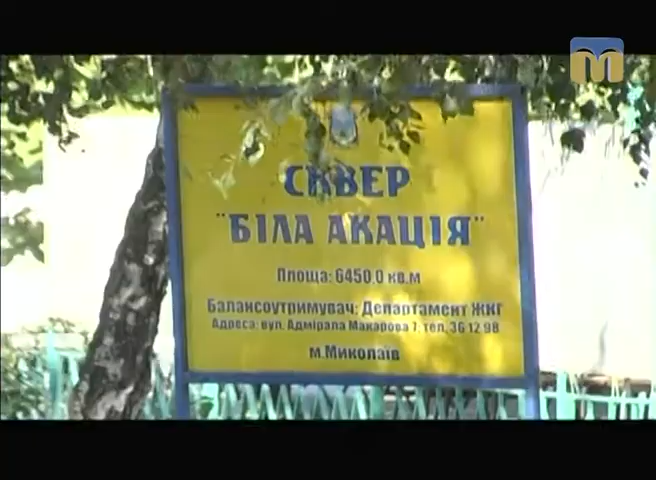 СКВЕР
"БІЛА АКАЦІЯ"
Площа: 6450,0 кв.м
Балансоутримувач: Департамент ЖКГ
Адреса: вул. Адмірала Макарова 7, тел. 36 12 98
м.Миколаїв